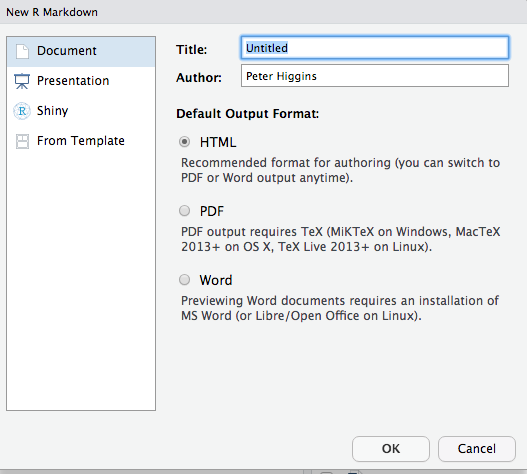 New R Markdown
Document
Presentation
Shiny
From Template
Title: Untitled
Author: Peter Higgins
Default Output Format:
HTML
Recommended format for authoring (you can switch to
PDF or Word output anytime).
PDF
PDF output requires TeX (MiKTeX on Windows, MacTeX
2013+ on OS X, TeX Live 2013+ on Linux).
Word
Previewing Word documents requires an installation of
MS Word (or Libre/Open Office on Linux).
OK Cancel